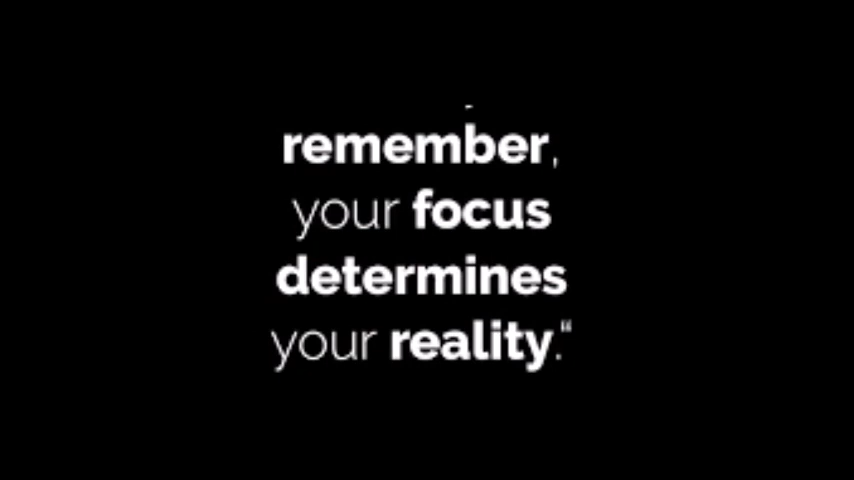 remember,
your focus
determines
your reality.“